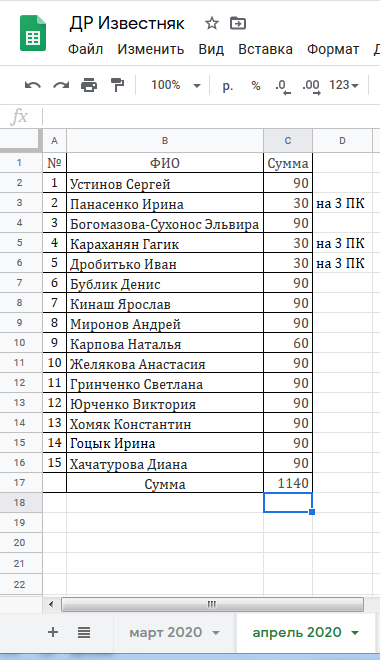 ДР Известняк
Файл Изменить Вид Вставка Формат Д
100% р. % .0 .00 123
fx
A B C D
1 № ФИО Сумма
2 1 Устинов Сергей 90
3 2 Панасенко Ирина 30 на 3 ПК
4 3 Богомазова-Сухонос Эльвира 90
5 4 Караханян Гагик 30 на 3 ПК
6 5 Дробитько Иван 30 на 3 ПК
7 6 Бублик Денис 90
8 7 Кинаш Ярослав 90
9 8 Миронов Андрей 90
10 9 Карпова Наталья 60
11 10 Желякова Анастасия 90
12 11 Гринченко Светлана 90
13 12 Юрченко Виктория 90
14 13 Хомяк Константин 90
15 14 Гоцык Ирина 90
16 15 Хачатурова Диана 90
17 Сумма 1140
18
19
20
21
22
март 2020 апрель 2020